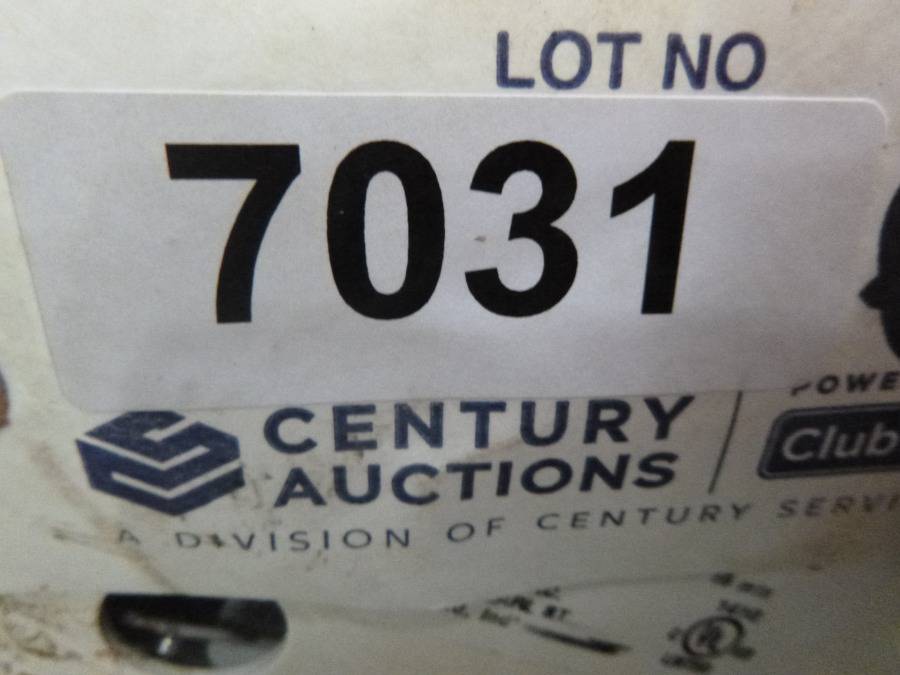 LOT NO
7031
CENTURY
AUCTIONS
A DIVISION OF CENTURY
Club